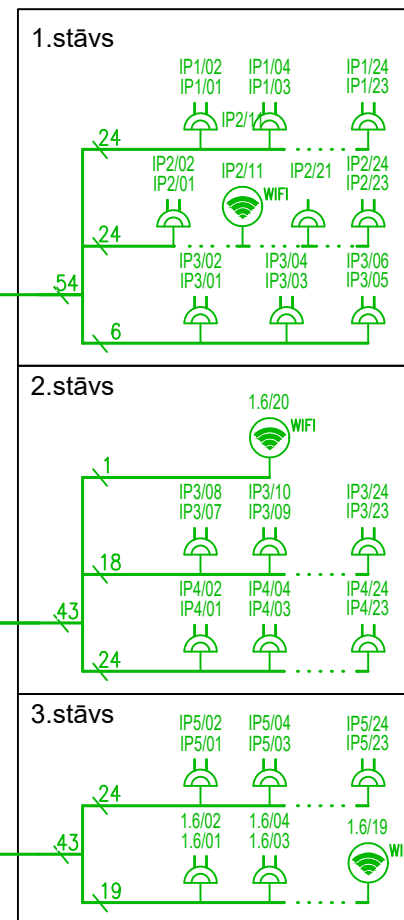 1.stāvs
IP1/02 IP1/04 IP1/24
IP1/01 IP1/03 IP1/23
IP2/11
24
IP2/02 IP2/11 IP2/21 IP2/24
IP2/01 WIFI IP2/23
24
IP3/02 IP3/04 IP3/06
IP3/01 IP3/03 IP3/05
54
6
2.stāvs
1.6/20
WIFI
1
IP3/08 IP3/10 IP3/24
IP3/07 IP3/09 IP3/23
18
IP4/02 IP4/04 IP4/24
IP4/01 IP4/03 IP4/23
43
24
3.stāvs
IP5/02 IP5/04 IP5/24
IP5/01 IP5/03 IP5/23
24
1.6/02 1.6/04 1.6/19
1.6/01 1.6/03
43
19